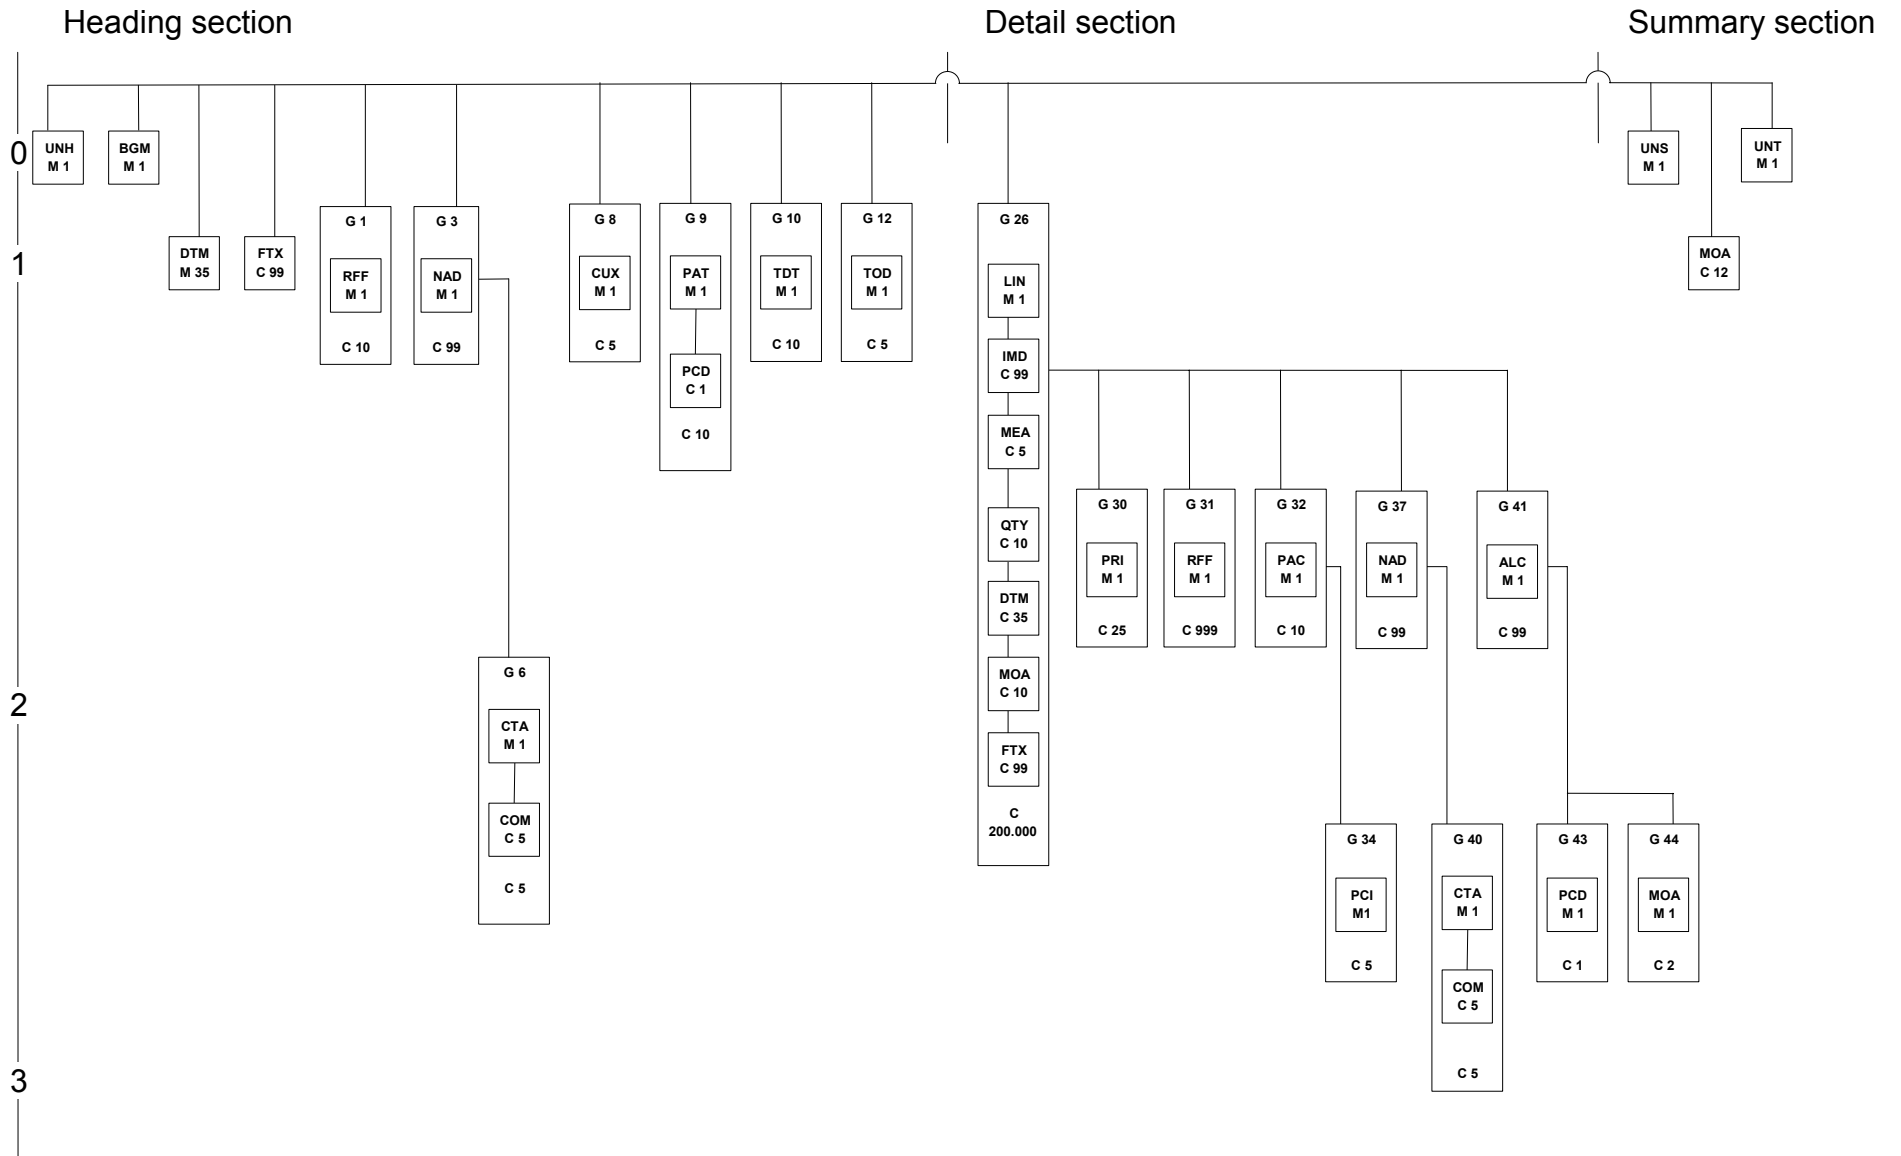 Heading section
Detail section
Summary section
0
UNH
M 1
BGM
M 1
UNS
M 1
UNT
M 1
1
DTM
M 35
FTX
C 99
G 1
RFF
M 1
C 10
G 3
NAD
M 1
C 99
G 8
CUX
M 1
C 5
G 9
PAT
M 1
PCD
C 1
C 10
G 10
TDT
M 1
C 10
G 12
TOD
M 1
C 5
G 26
LIN
M 1
IMD
C 99
MEA
C 5
QTY
C 10
DTM
C 35
MOA
C 10
FTX
C 99
C
200.000
MOA
C 12
2
G 6
CTA
M 1
COM
C 5
C 5
G 30
PRI
M 1
C 25
G 31
RFF
M 1
C 999
G 32
PAC
M 1
C 10
G 37
NAD
M 1
C 99
G 41
ALC
M 1
C 99
3
G 34
PCI
M1
C 5
G 40
CTA
M 1
COM
C 5
C 5
G 43
PCD
M 1
C 1
G 44
MOA
M 1
C 2